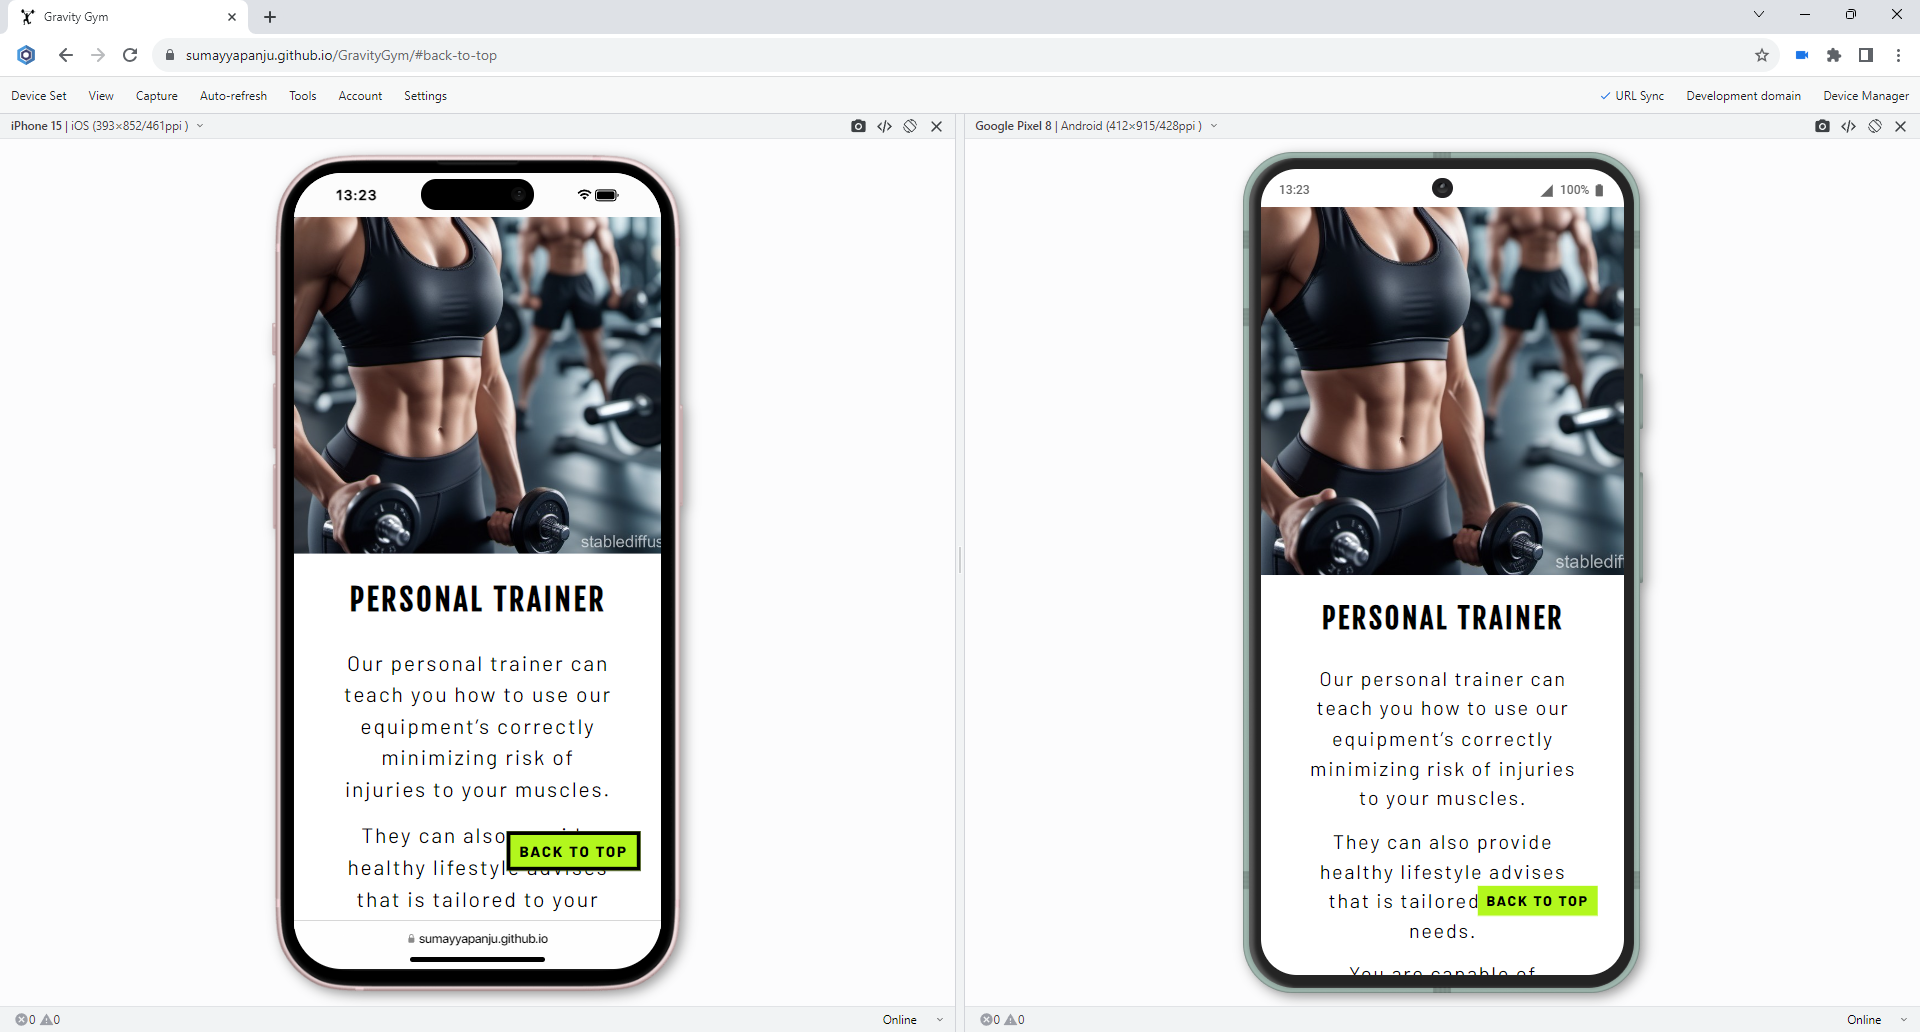 Gravity Gym
sumayyapanju.github.io/GravityGym/#back-to-top
Device Set View Capture Auto-refresh Tools Account Settings
URL Sync Development domain Device Manager
iPhone 15 | iOS (393×852/461ppi )
Google Pixel 8 | Android (412×915/428ppi )
13:23
stablediffus
PERSONAL TRAINER
Our personal trainer can
teach you how to use our
equipment's correctly
minimizing risk of
injuries to your muscles.
They can also
healthy lifestyle advises
that is tailored to your
BACK TO TOP
sumayyapanju.github.io
13:23 100%
stablediff
PERSONAL TRAINER
Our personal trainer can
teach you how to use our
equipment's correctly
minimizing risk of injuries
to your muscles.
They can also provide
healthy lifestyle advises
that is tailored
BACK TO TOP
needs.
You are capable of
0 0 Online
0 0 Online